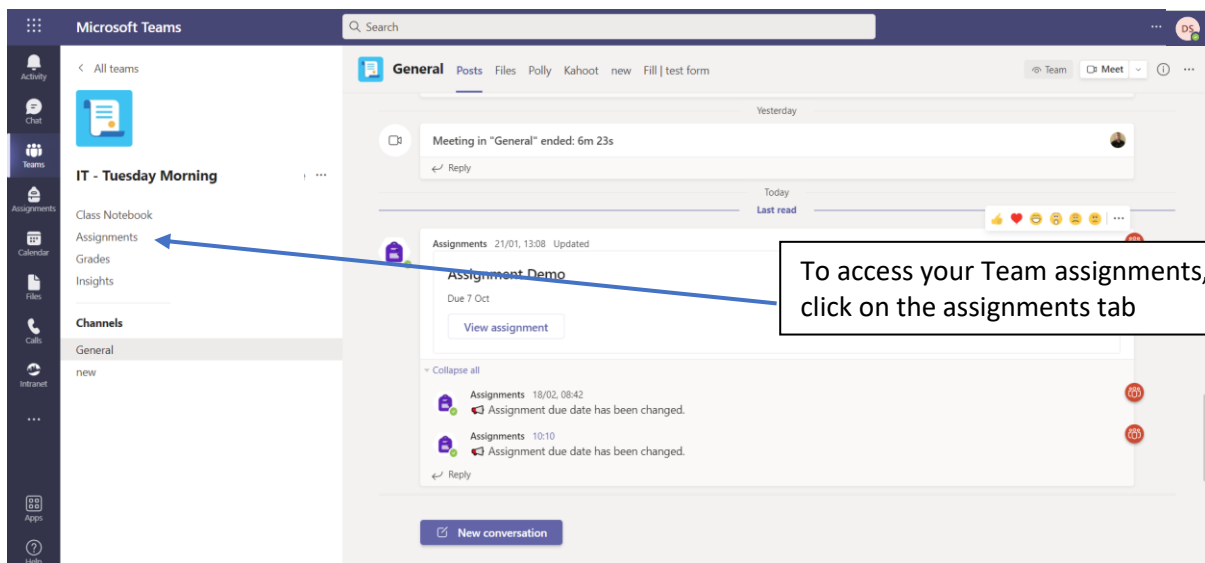 Microsoft Teams
Search
DS
Activity
Chat
Teams
Assignments
Calendar
Files
Calls
Intranet
Apps
Help
All teams
IT - Tuesday Morning
Class Notebook
Assignments
Grades
Insights
Channels
General
new
General Posts Files Polly Kahoot new Fill | test form
Team Meet
Yesterday
Meeting in "General" ended: 6m 23s
Reply
Today
Last read
Assignments 21/01, 13:08 Updated
Assignment Demo
Due 7 Oct
View assignment
To access your Team assignments,
click on the assignments tab
Collapse all
Assignments 18/02, 08:42
Assignment due date has been changed.
Assignments 10:10
Assignment due date has been changed.
Reply
New conversation